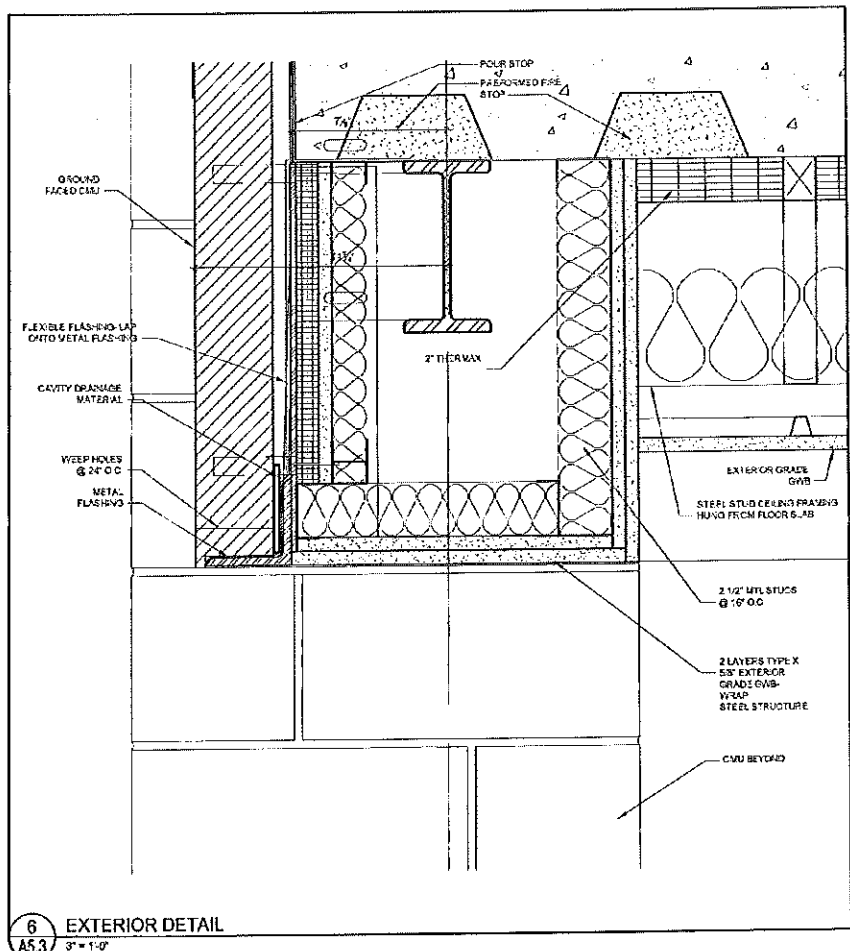 POUR STOP
PREFORMED FIRE
STOP
GROUND
FACED CMU
FLEXIBLE FLASHING-LAP
ONTO METAL FLASHING
2" THERMAX
CAVITY DRAINAGE
MATERIAL
WEEP HOLES
@ 24" O.C
METAL
FLASHING
EXTERIOR GRADE
GWB
STEEL STUD CEILING FRAMING
HUNG FROM FLOOR SLAB
2 1/2" MTL STUDS
@ 16" O.C
2 LAYERS TYPE X
5/8" EXTERIOR
GRADE GWB-
WRAP
STEEL STRUCTURE
CMU BEYOND
6 EXTERIOR DETAIL
A5.3 3" = 1'-0"